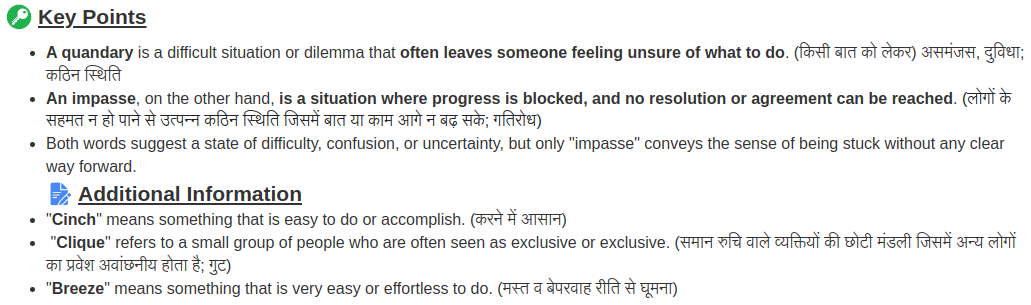 Key Points
A quandary is a difficult situation or dilemma that often leaves someone feeling unsure of what to do. (किसी बात को लेकर) असमंजस, दुविधा;
कठिन स्थिति
An impasse, on the other hand, is a situation where progress is blocked, and no resolution or agreement can be reached. (लोगों के
सहमत न हो पाने से उत्पन्न कठिन स्थिति जिसमें बात या काम आगे न बढ़ सके; गतिरोध)
Both words suggest a state of difficulty, confusion, or uncertainty, but only "impasse" conveys the sense of being stuck without any clear
way forward.
Additional Information
"Cinch" means something that is easy to do or accomplish. (करने में आसान)
"Clique" refers to a small group of people who are often seen as exclusive or exclusive. (समान रुचि वाले व्यक्तियों की छोटी मंडली जिसमें अन्य लोगों
का प्रवेश अवांछनीय होता है; गुट)
"Breeze" means something that is very easy or effortless to do. (मस्त व बेपरवाह रीति से घूमना)